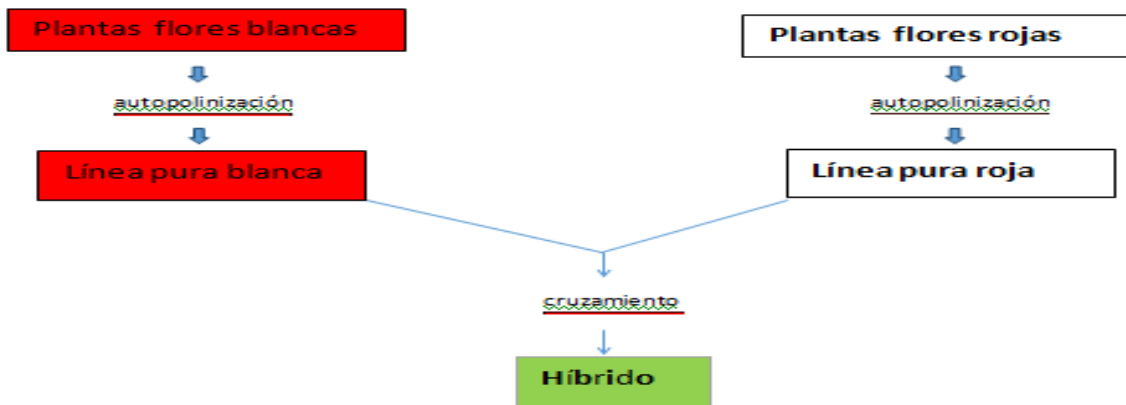 Plantas flores blancas
Plantas flores rojas
autopolinización
autopolinización
Línea pura blanca
Línea pura roja
cruzamiento
Híbrido